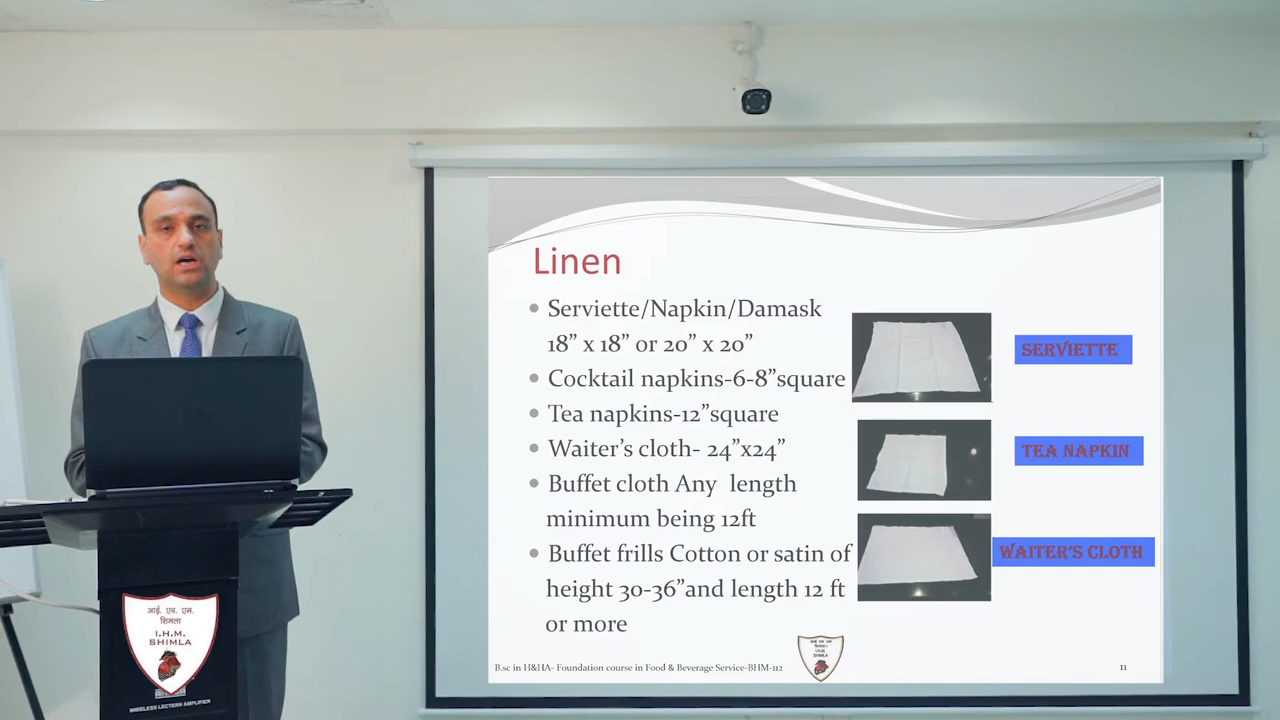 Linen
Serviette/Napkin/Damask
18” x 18” or 20” x 20”
Cocktail napkins-6-8”square
Tea napkins-12”square
Waiter’s cloth- 24”x24”
Buffet cloth Any length
minimum being 12ft
Buffet frills Cotton or satin of
height 30-36”and length 12 ft
or more
SERVIETTE
TEA NAPKIN
WAITER'S CLOTH
B.sc in H&HA- Foundation course in Food & Beverage Service-BHM-112
I.H.M.
SHIMLA
11
आई. एच. एम.
शिमला
I.H.M.
SHIMLA
WIRELESS LECTERN AMPLIFIER